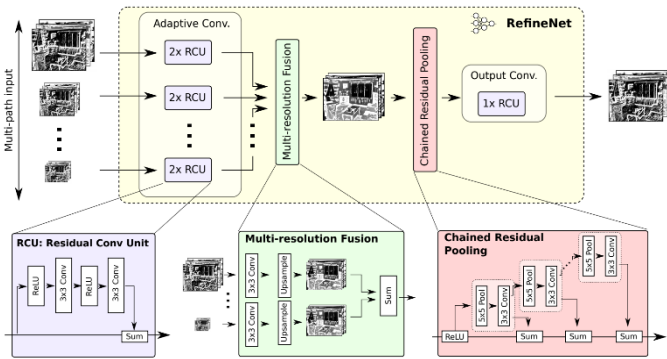 Adaptive Conv.
RefineNet
Multi-path input
2x RCU
2x RCU
2x RCU
Multi-resolution Fusion
Chained Residual Pooling
Output Conv.
1x RCU
RCU: Residual Conv Unit
ReLU
3x3 Conv
ReLU
3x3 Conv
Sum
Multi-resolution Fusion
3x3 Conv
Upsample
3x3 Conv
Upsample
Sum
Chained Residual
Pooling
ReLU
5x5 Pool
3x3 Conv
5x5 Pool
3x3 Conv
5x5 Pool
3x3 Conv
Sum
Sum
Sum